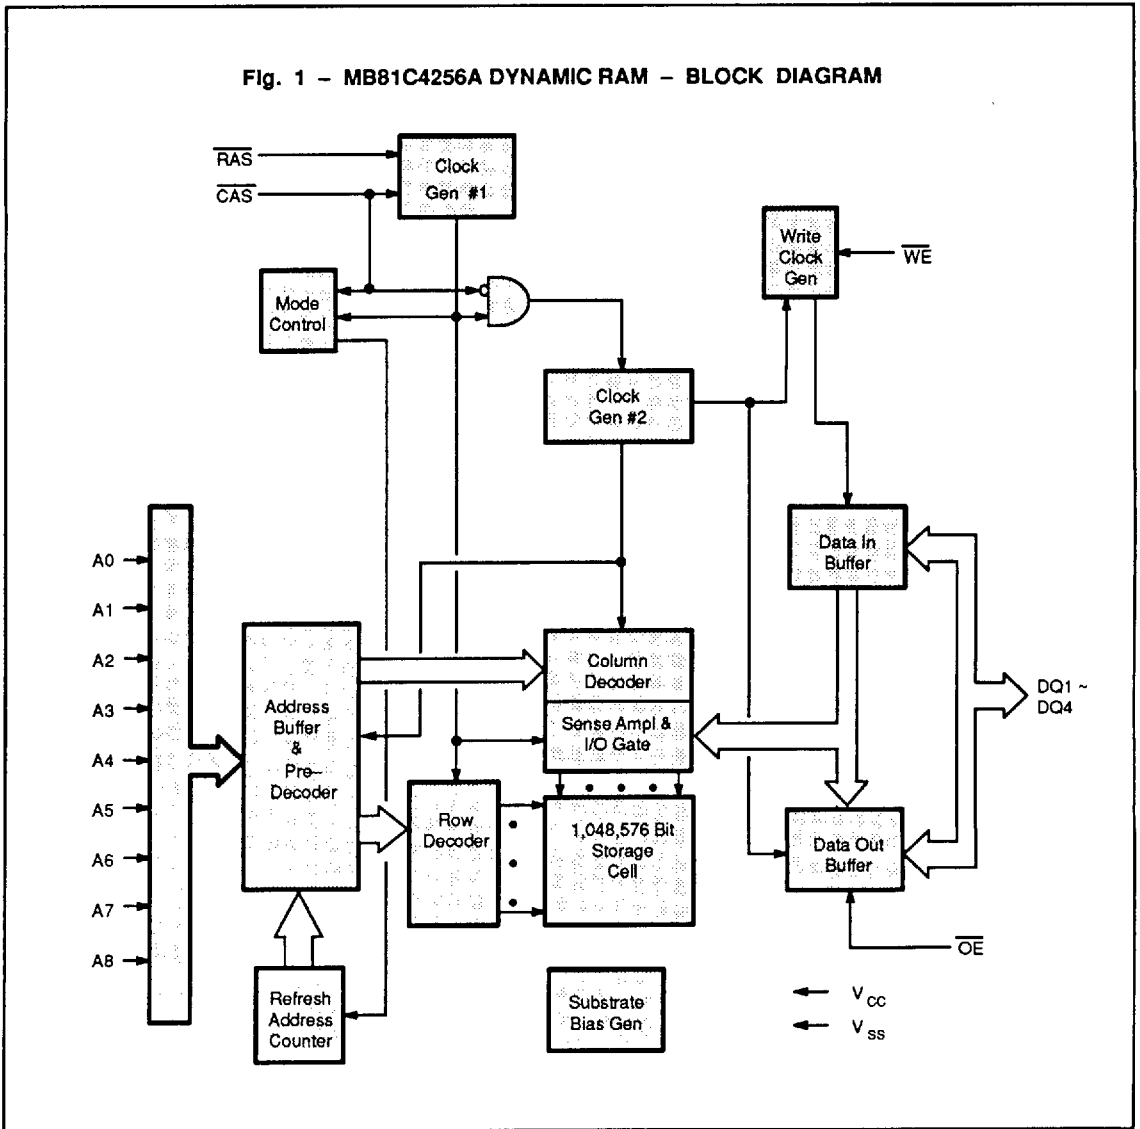 Fig. 1 – MB81C4256A DYNAMIC RAM – BLOCK DIAGRAM
RAS
CAS
Clock
Gen #1
Write
Clock
Gen
WE
Mode
Control
Clock
Gen #2
Data In
Buffer
A0
A1
A2
A3
A4
A5
A6
A7
A8
Address
Buffer
&
Pre–
Decoder
Column
Decoder
Sense Ampl &
I/O Gate
DQ1 ~
DQ4
Row
Decoder
1,048,576 Bit
Storage
Cell
Data Out
Buffer
OE
Refresh
Address
Counter
Substrate
Bias Gen
VCC
VSS